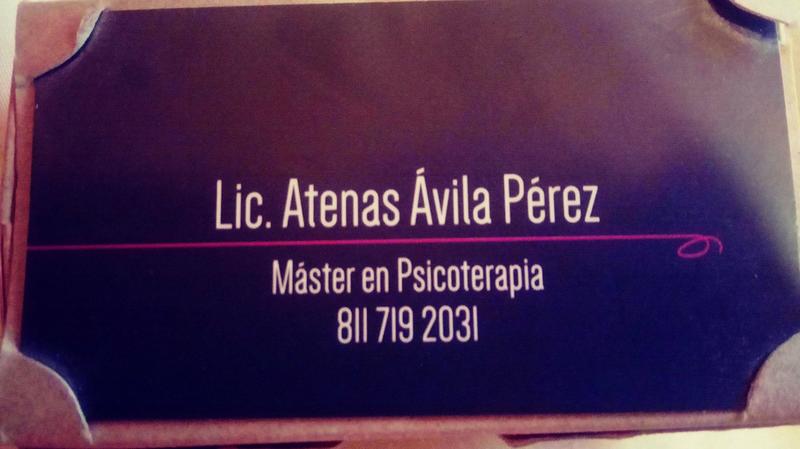 Lic. Atenas Ávila Pérez
Máster en Psicoterapia
811 719 2031